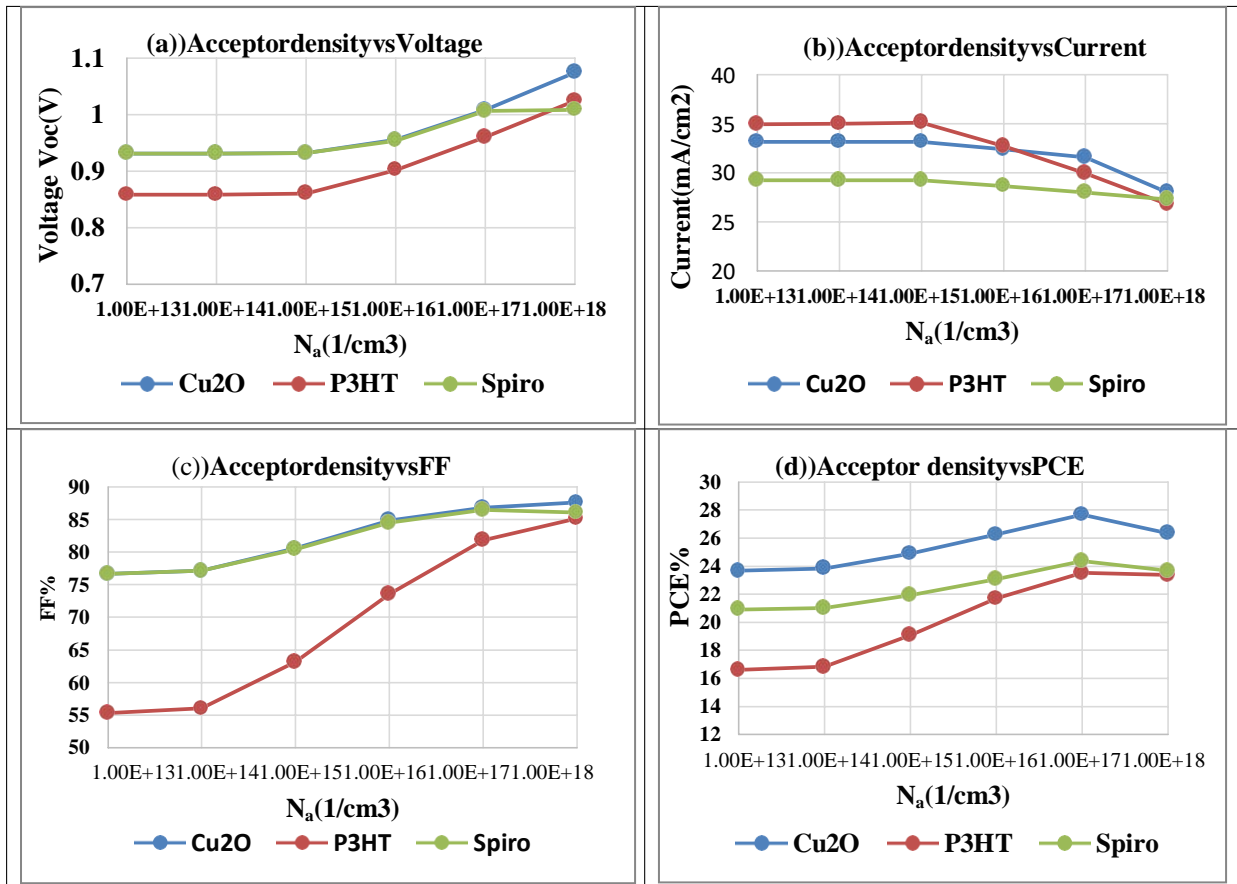 (a))AcceptordensityvsVoltage
Voltage Voc(V)
1.1
1
0.9
0.8
0.7
1.00E+131.00E+141.00E+151.00E+161.00E+171.00E+18
Na(1/cm3)
Cu2O P3HT Spiro
(b))AcceptordensityvsCurrent
Current(mA/cm2)
40
35
30
25
20
1.00E+131.00E+141.00E+151.00E+161.00E+171.00E+18
Na(1/cm3)
Cu2O P3HT Spiro
(c))AcceptordensityvsFF
FF%
90
85
80
75
70
65
60
55
50
1.00E+131.00E+141.00E+151.00E+161.00E+171.00E+18
Na(1/cm3)
Cu2O P3HT Spiro
(d))Acceptor densityvsPCE
PCE%
30
28
26
24
22
20
18
16
14
12
1.00E+131.00E+141.00E+151.00E+161.00E+171.00E+18
Na(1/cm3)
Cu2O P3HT Spiro